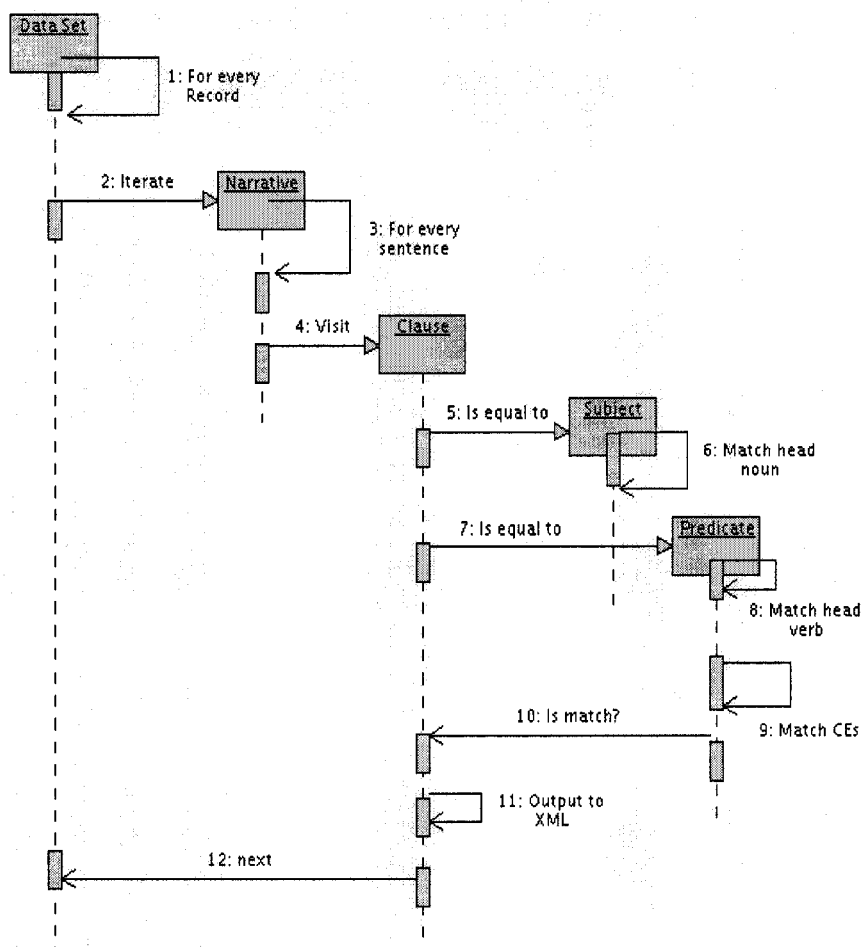 Data Set
1: For every
Record
2: Iterate
Narrative
3: For every
sentence
4: Visit
Clause
5: Is equal to
Subject
6: Match head
noun
7: Is equal to
Predicate
8: Match head
verb
10: Is match?
9: Match CEs
11: Output to
XML
12: next